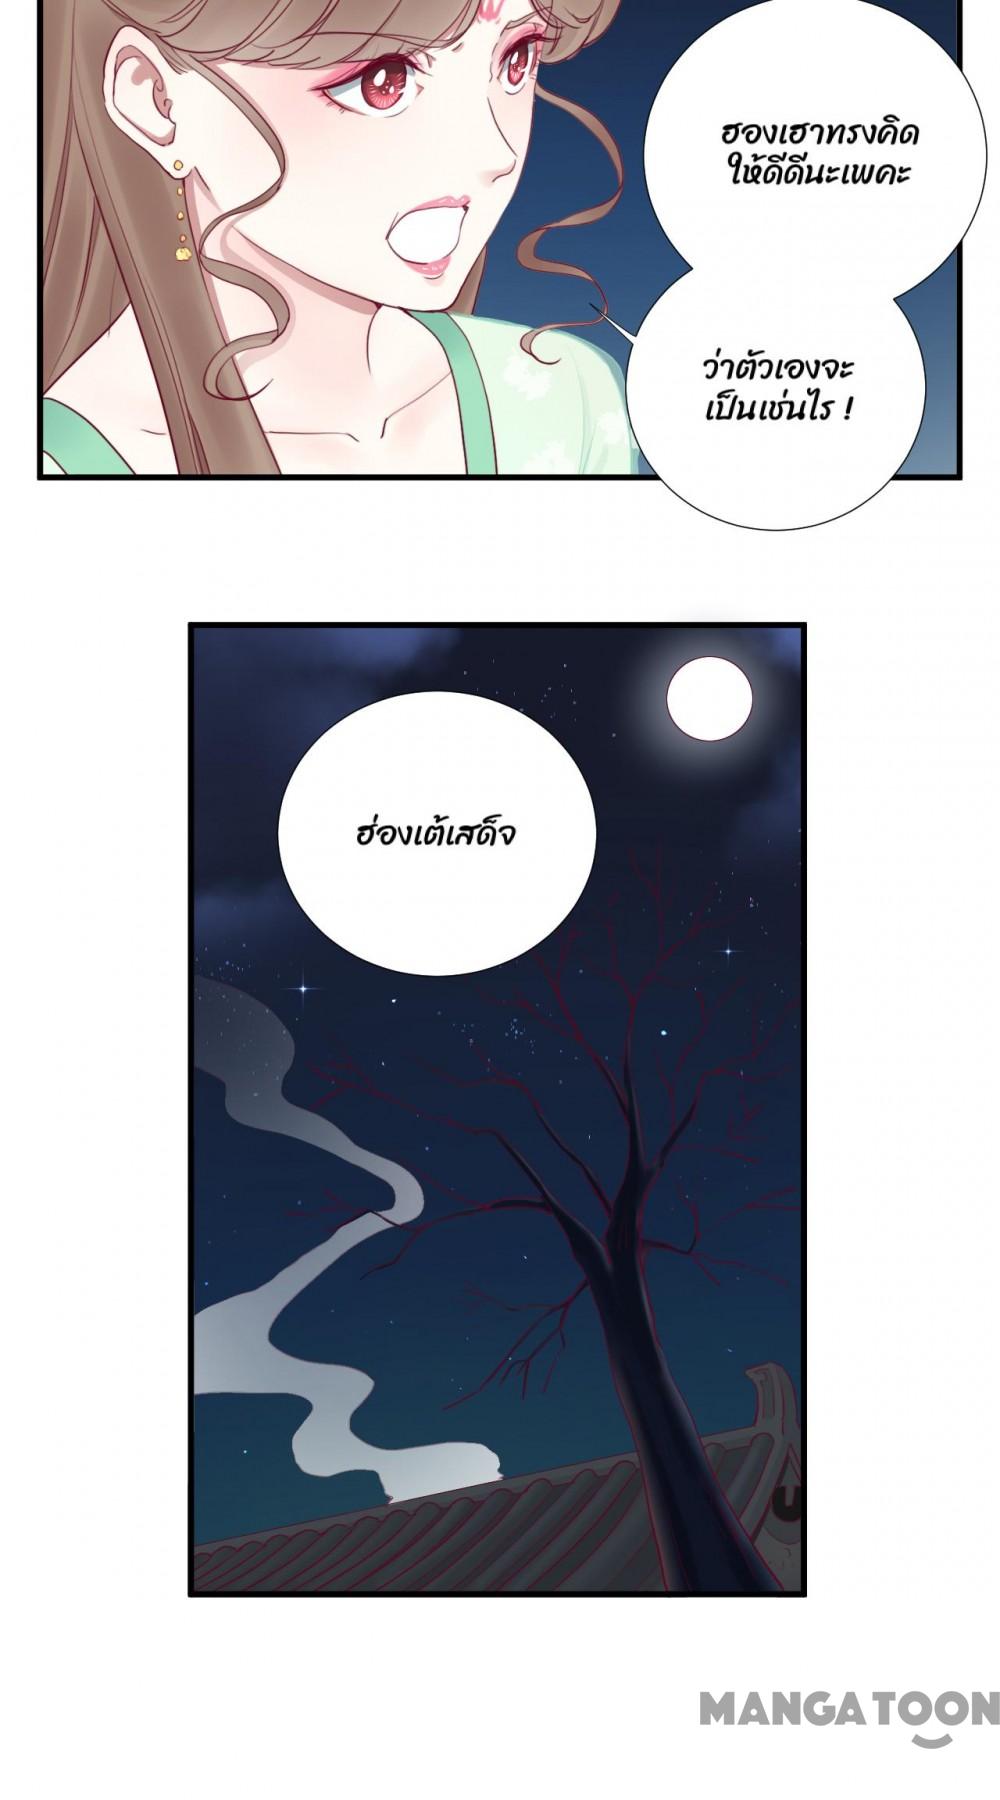 ฮองเฮาทรงคิด
ให้ดีดีนะเพคะ
ว่าตัวเองจะ
เป็นเช่นไร !
ฮ่องเต้เสด็จ
MANGATOON